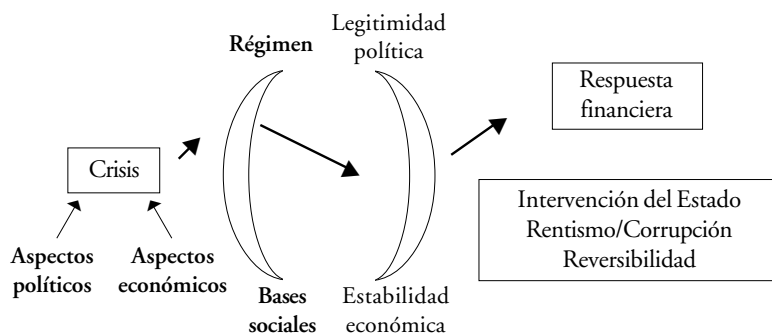 Régimen
Legitimidad
política
Respuesta
financiera
Crisis
Intervención del Estado
Rentismo/Corrupción
Reversibilidad
Aspectos
políticos
Aspectos
económicos
Bases
sociales
Estabilidad
económica